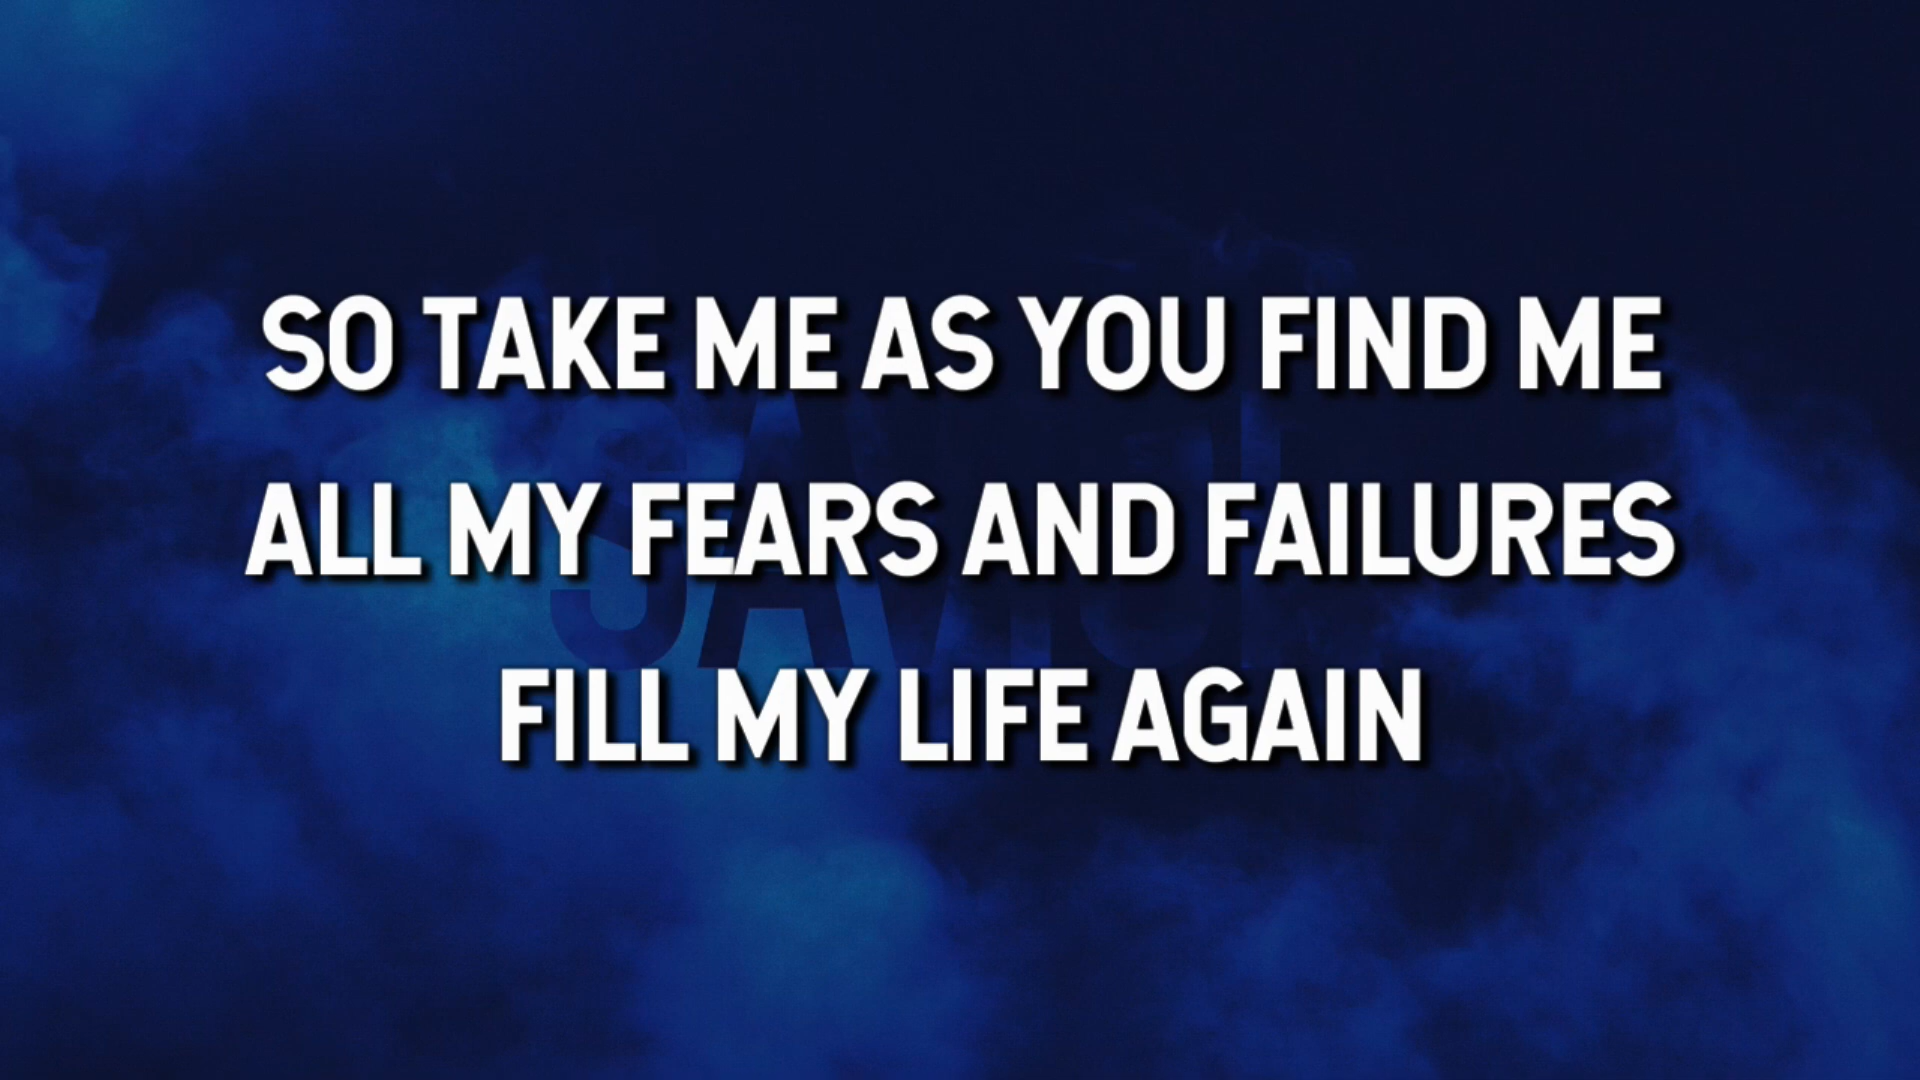 SO TAKE ME AS YOU FIND ME
ALL MY FEARS AND FAILURES
FILL MY LIFE AGAIN